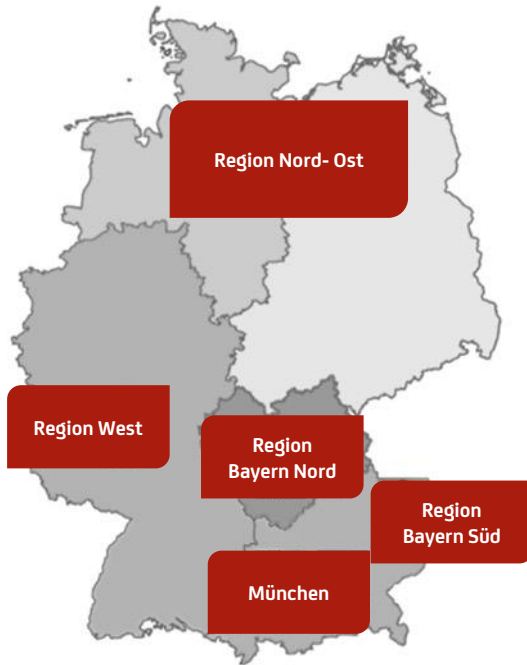 Region Nord- Ost
Region West
Region
Bayern Nord
Region
Bayern Süd
München